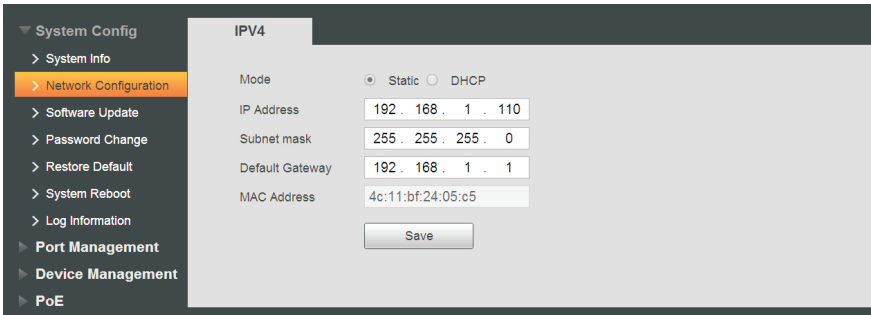 System Config
System Info
Network Configuration
Software Update
Password Change
Restore Default
System Reboot
Log Information
Port Management
Device Management
PoE
IPV4
Mode Static DHCP
IP Address 192 . 168 . 1 . 110
Subnet mask 255 . 255 . 255 . 0
Default Gateway 192 . 168 . 1 . 1
MAC Address 4c:11:bf:24:05:c5
Save